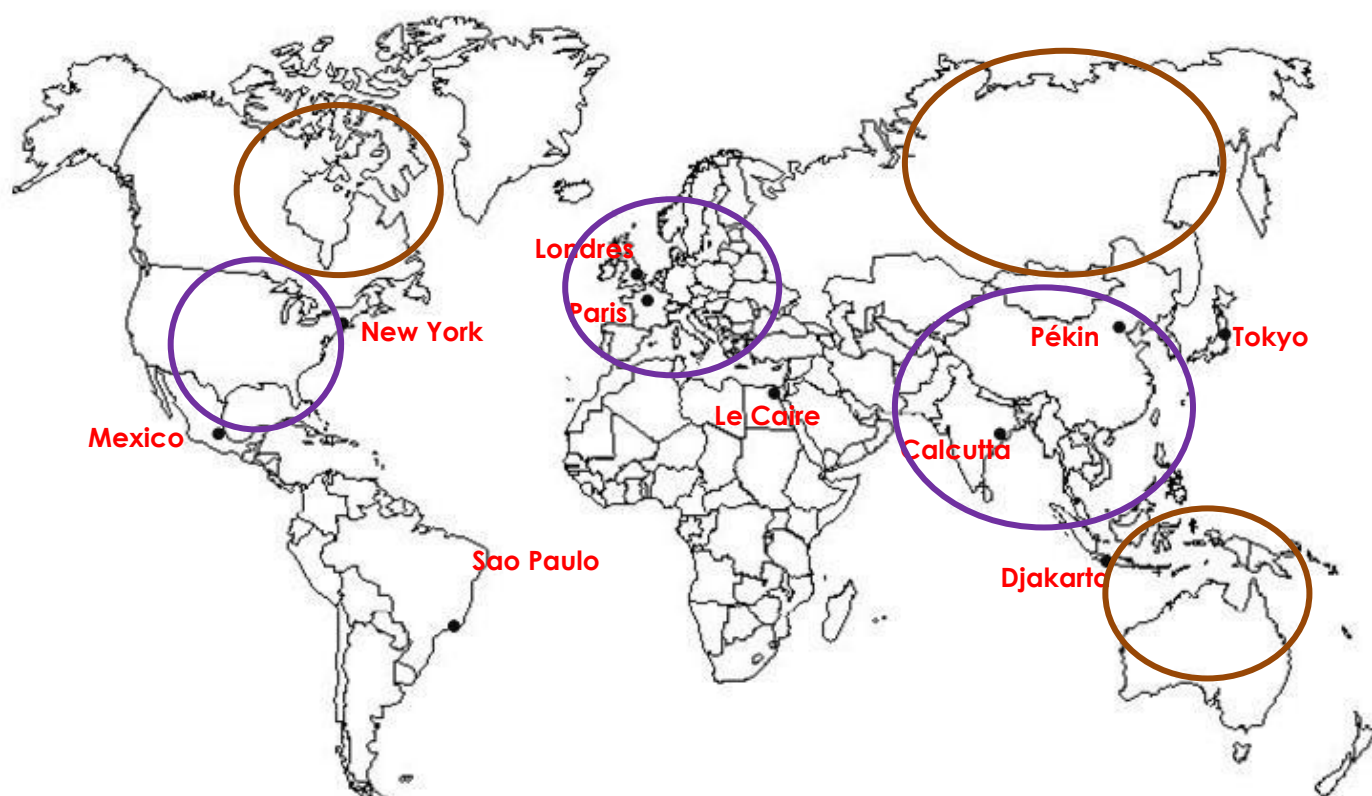 Londres
Paris
New York
Pékin
Tokyo
Le Caire
Mexico
Calcutta
Sao Paulo
Djakarta